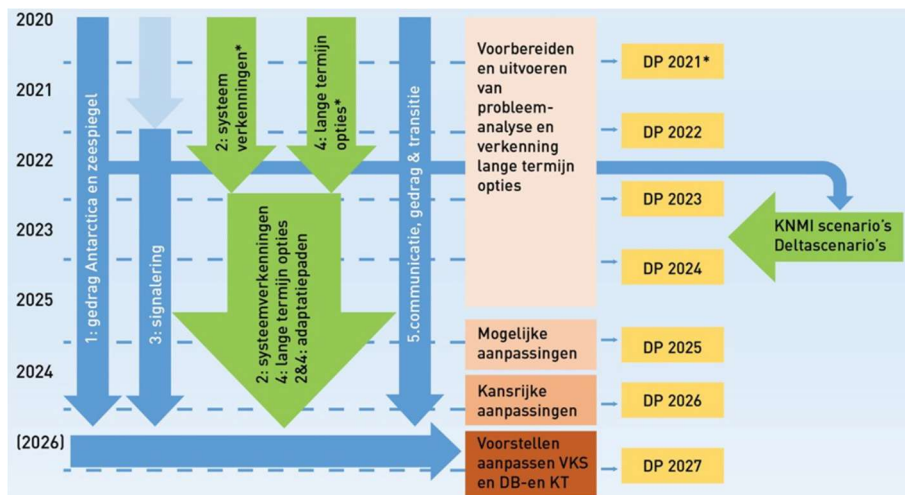 2020
2021
2022
2023
2025
2024
(2026)
1: gedrag Antarctica en zeespiegel
3: signalering
2: systeem
verkenningen*
4: lange termijn
opties*
2: systeemverkenningen
4: lange termijn opties
2&4: adaptatiepaden
5.communicatie, gedrag & transitie
Voorbereiden
en uitvoeren
van
probleem-
analyse en
verkenning
lange termijn
opties
Mogelijke
aanpassingen
Kansrijke
aanpassingen
Voorstellen
aanpassen VKS
en DB-en KT
DP 2021*
DP 2022
DP 2023
DP 2024
DP 2025
DP 2026
DP 2027
KNMI scenario's
Deltascenario's